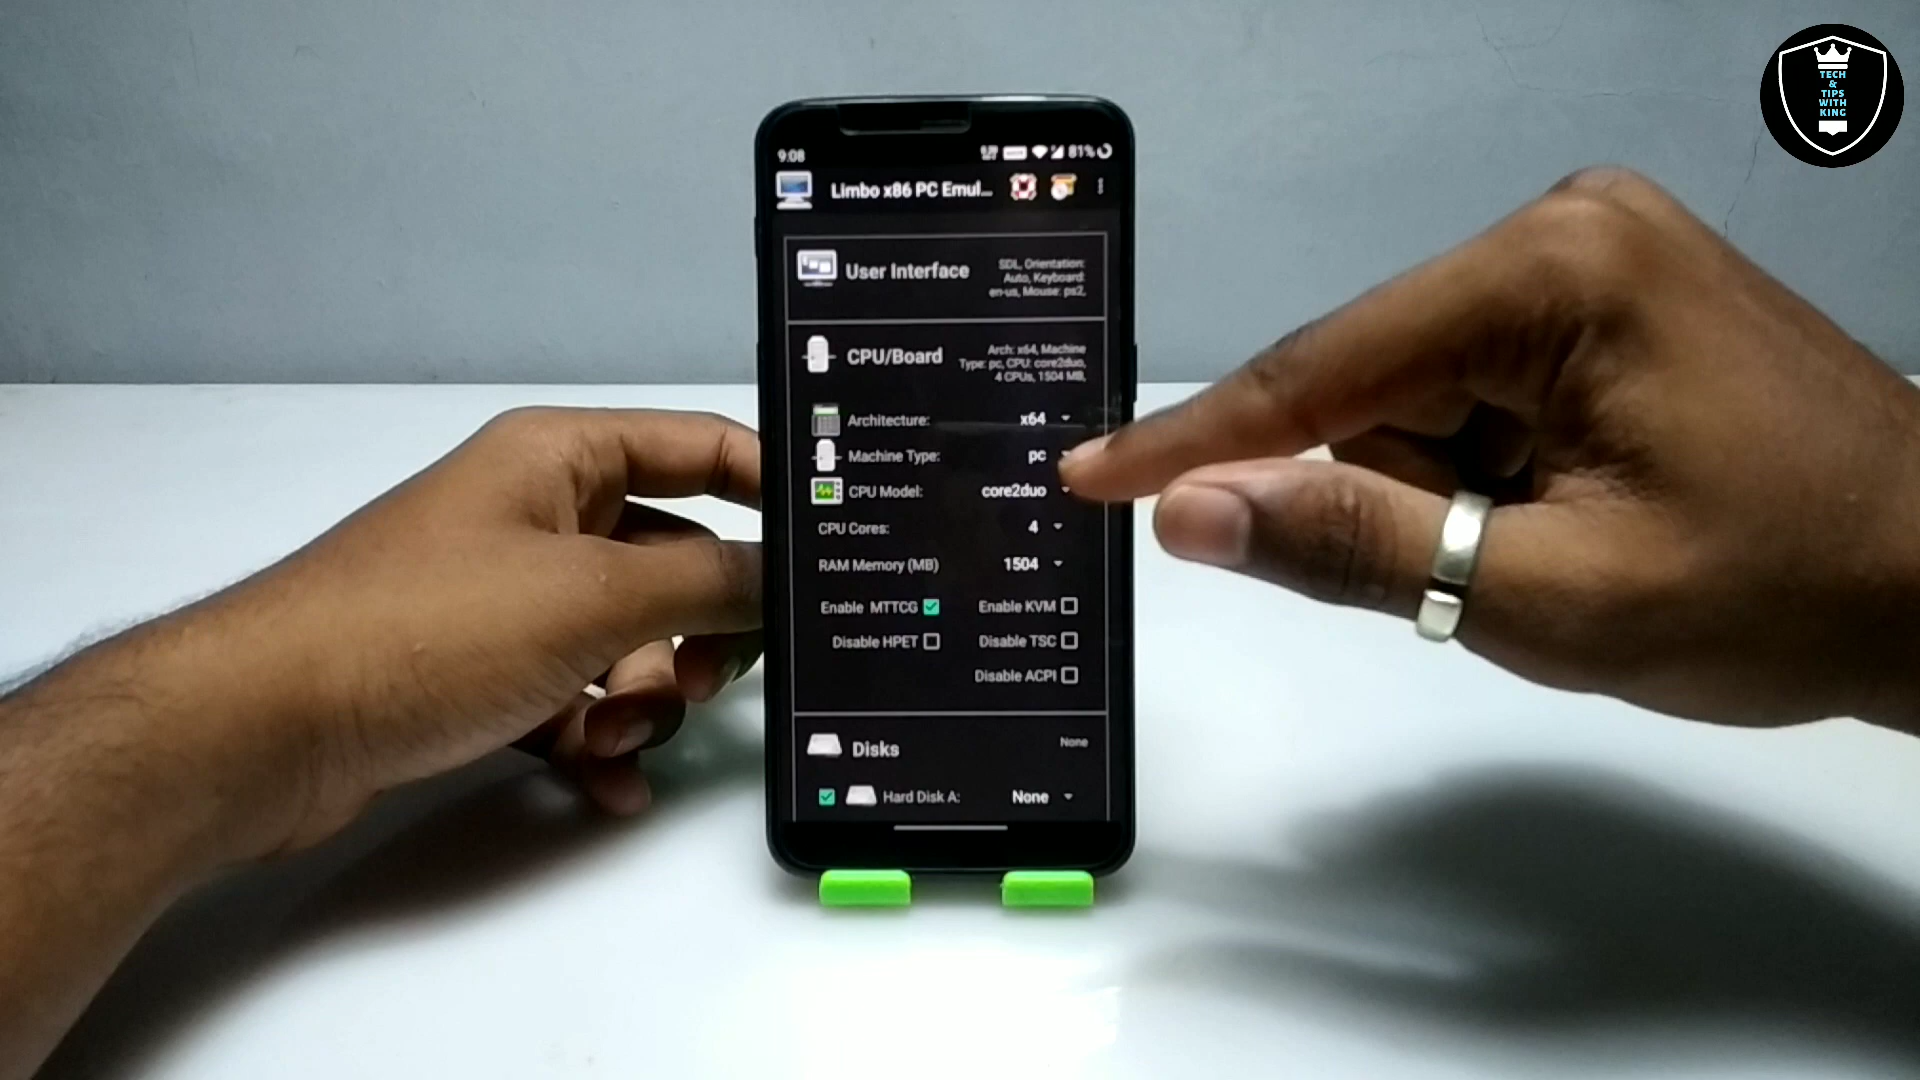 TECH
&
TIPS
WITH
KING
9:08
81%
Limbo x86 PC Emul...
User Interface
SDL, Orientation:
Auto, Keyboard:
en-us, Mouse: ps2,
CPU/Board
Arch: x64, Machine
Type: pc, CPU: core2duo,
4 CPUs, 1504 MB,
Architecture: x64
Machine Type: pc
CPU Model: core2duo
CPU Cores: 4
RAM Memory (MB) 1504
Enable MTTCG Enable KVM
Disable HPET Disable TSC
Disable ACPI
Disks None
Hard Disk A: None